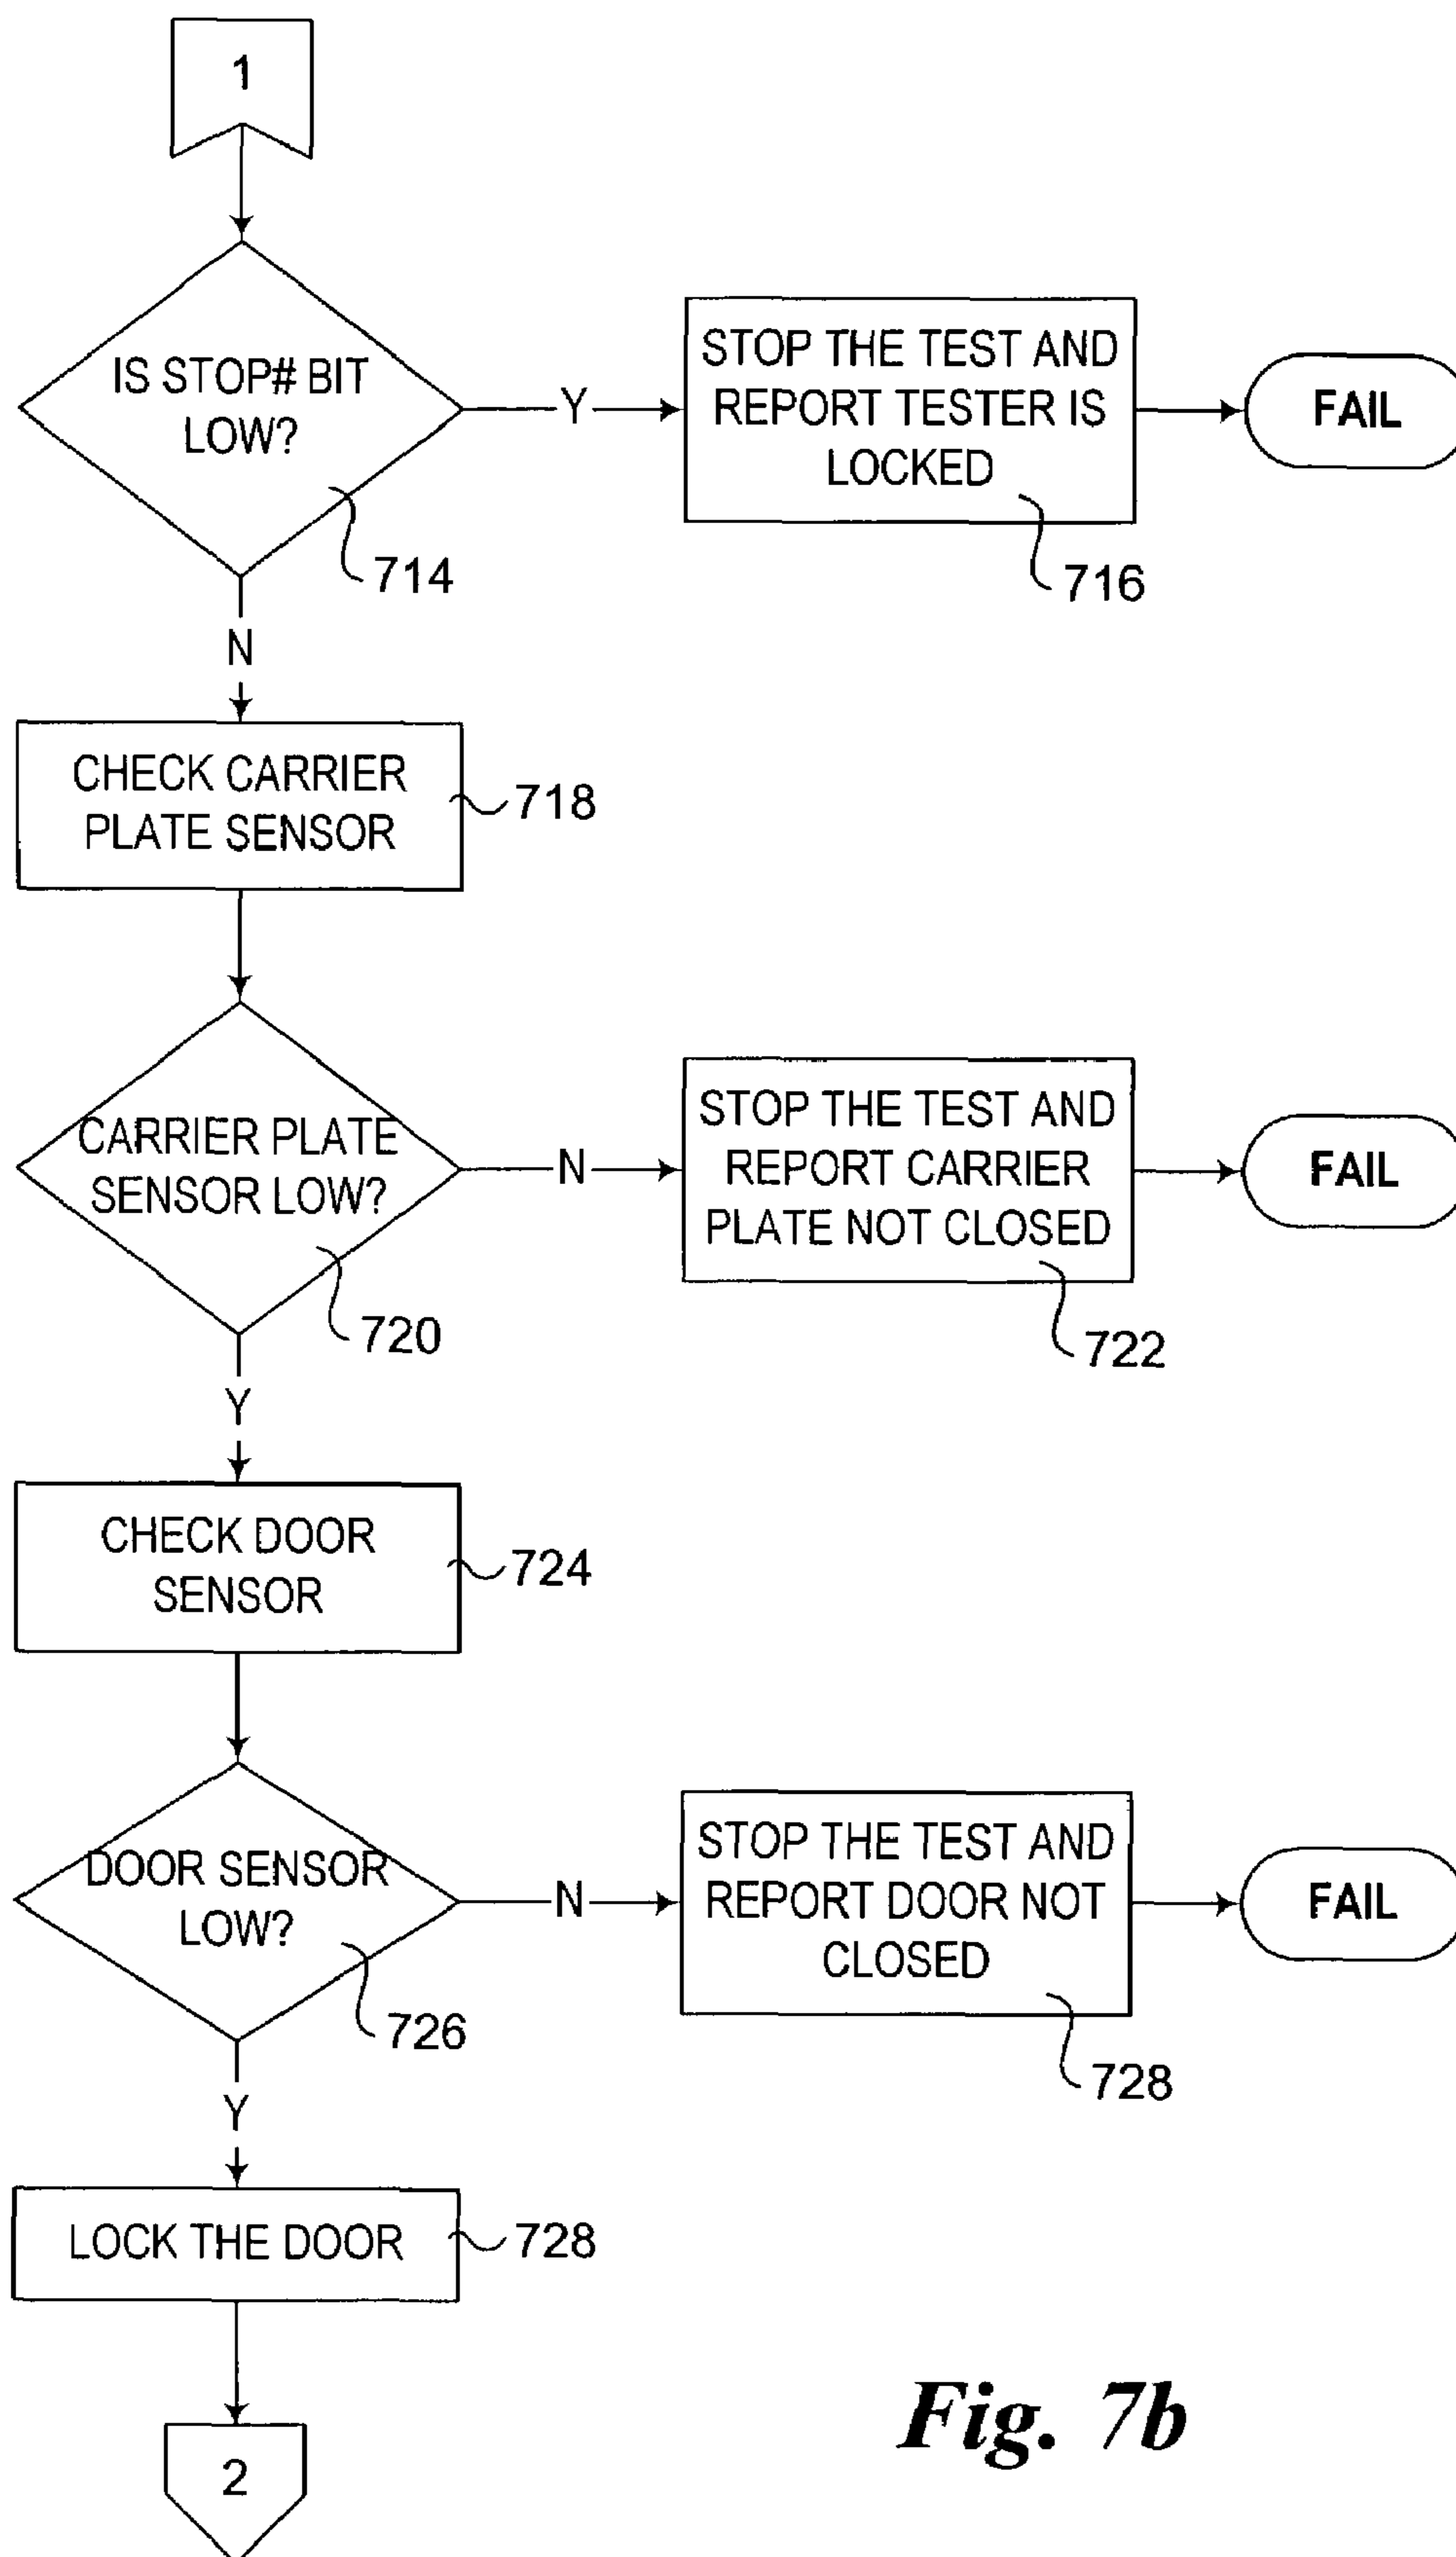 1
IS STOP# BIT
LOW?
714
Y
STOP THE TEST AND
REPORT TESTER IS
LOCKED
716
FAIL
N
CHECK CARRIER
PLATE SENSOR
718
CARRIER PLATE
SENSOR LOW?
720
N
STOP THE TEST AND
REPORT CARRIER
PLATE NOT CLOSED
722
FAIL
Y
CHECK DOOR
SENSOR
724
DOOR SENSOR
LOW?
726
N
STOP THE TEST AND
REPORT DOOR NOT
CLOSED
728
FAIL
Y
LOCK THE DOOR
728
2
Fig. 7b